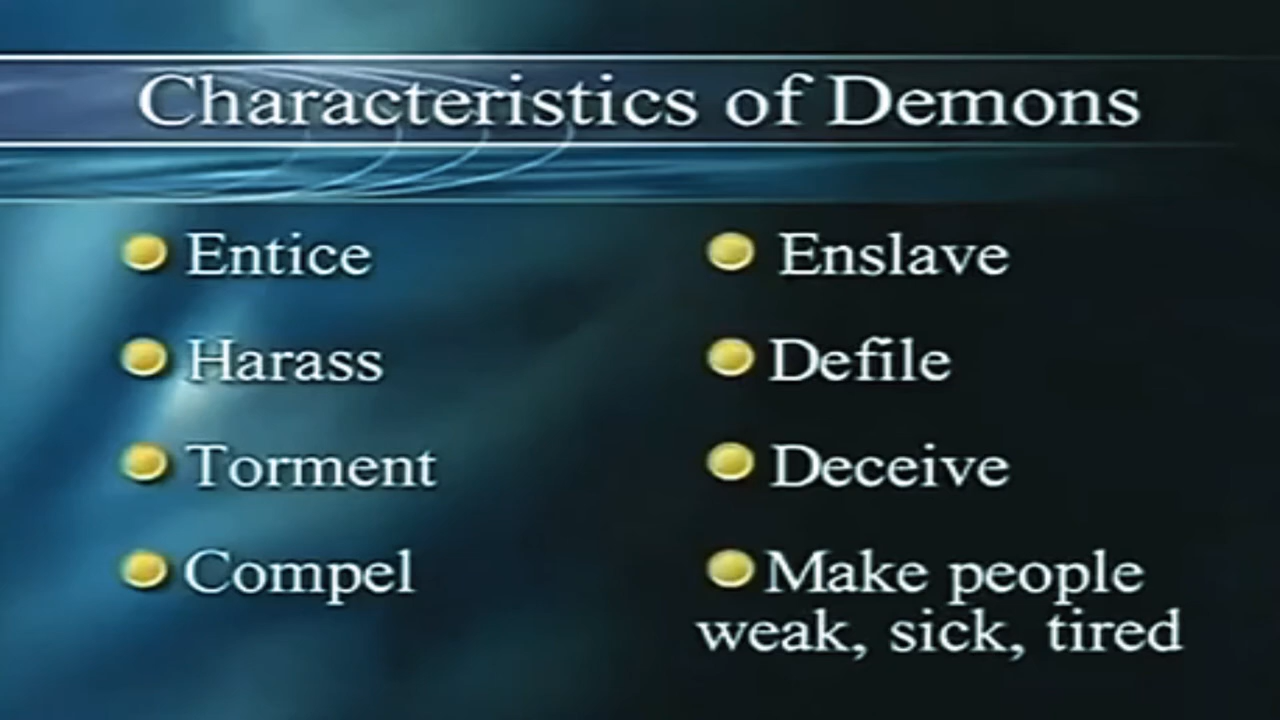 Characteristics of Demons
Entice
Harass
Torment
Compel
Enslave
Defile
Deceive
Make people
weak, sick, tired